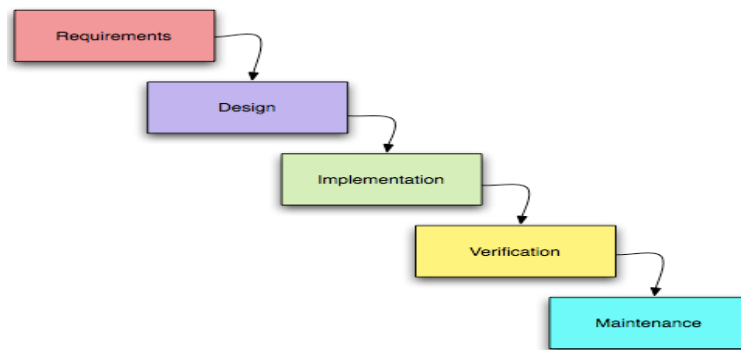 Requirements
Design
Implementation
Verification
Maintenance